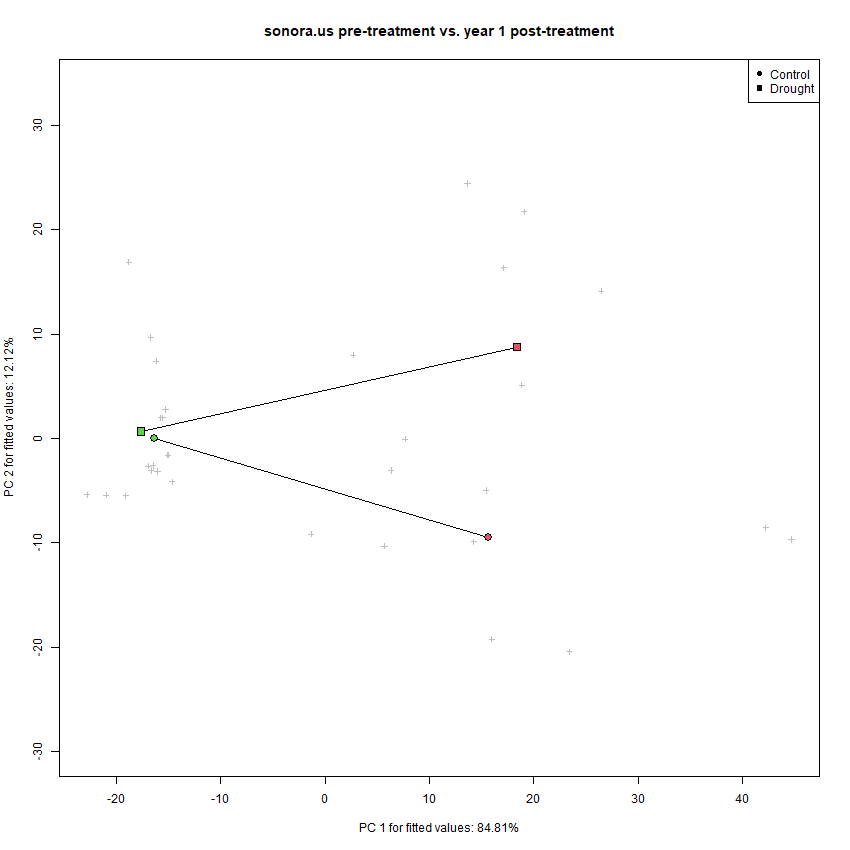 sonora.us pre-treatment vs. year 1 post-treatment
Control
Drought
30
20
10
0
-10
-20
-30
PC 2 for fitted values: 12.12%
-20
-10
0
10
20
30
40
PC 1 for fitted values: 84.81%